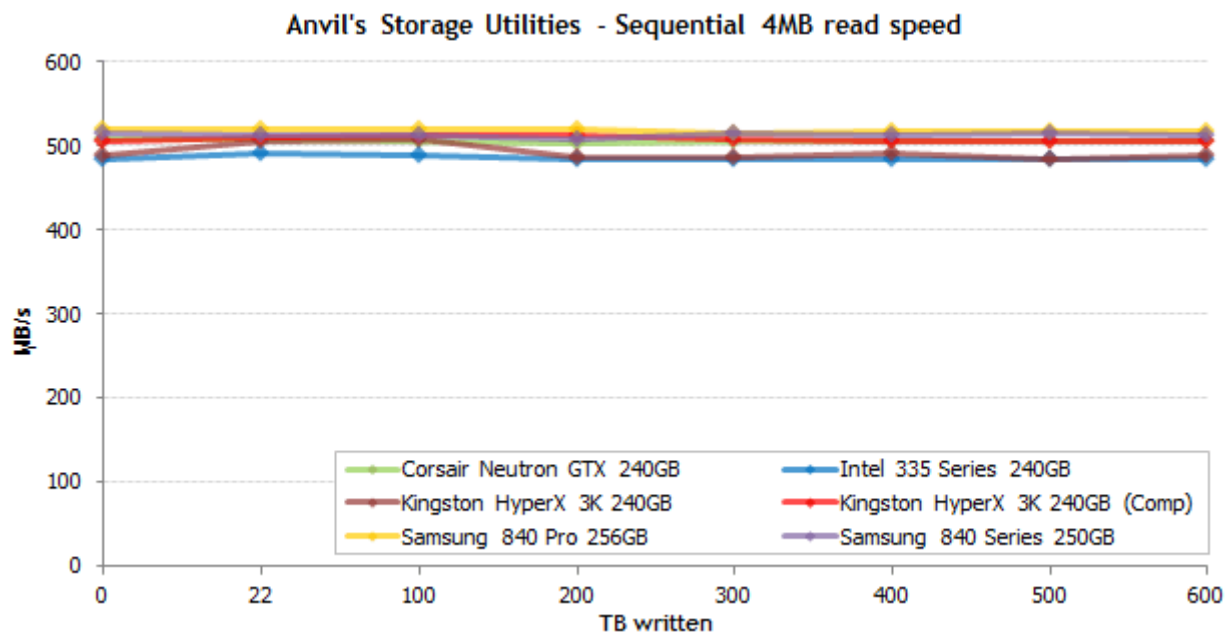 Anvil's Storage Utilities - Sequential 4MB read speed
600
500
400
300
200
100
0
MB/s
Corsair Neutron GTX 240GB
Intel 335 Series 240GB
Kingston HyperX 3K 240GB
Kingston HyperX 3K 240GB (Comp)
Samsung 840 Pro 256GB
Samsung 840 Series 250GB
0 22 100 200 300 400 500 600
TB written